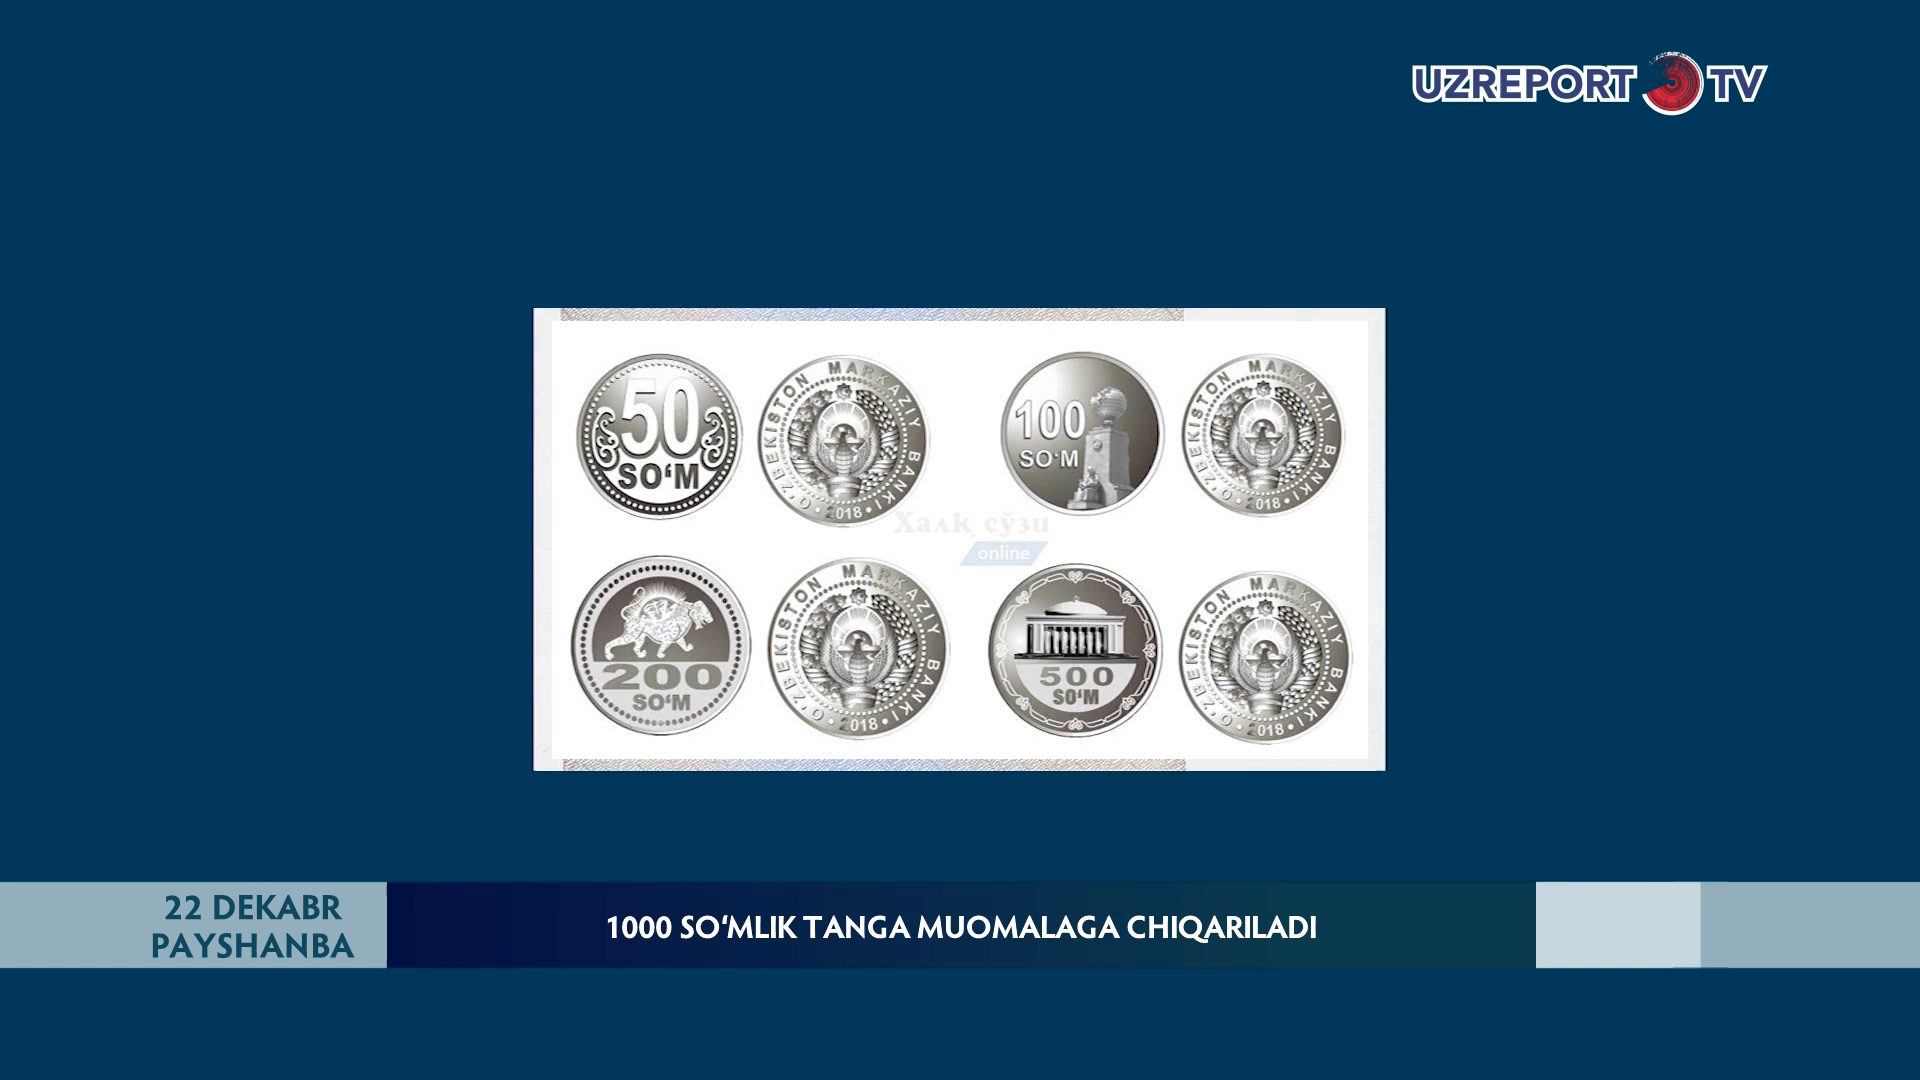 UZREPORT TV
50
SO‘M
O‘ZBEKISTON MARKAZIY BANKI
2018
100
SO‘M
O‘ZBEKISTON MARKAZIY BANKI
2018
Халқ сўзи
online
200
SO‘M
O‘ZBEKISTON MARKAZIY BANKI
2018
500
SO‘M
O‘ZBEKISTON MARKAZIY BANKI
2018
22 DEKABR
PAYSHANBA
1000 SO‘MLIK TANGA MUOMALAGA CHIQARILADI